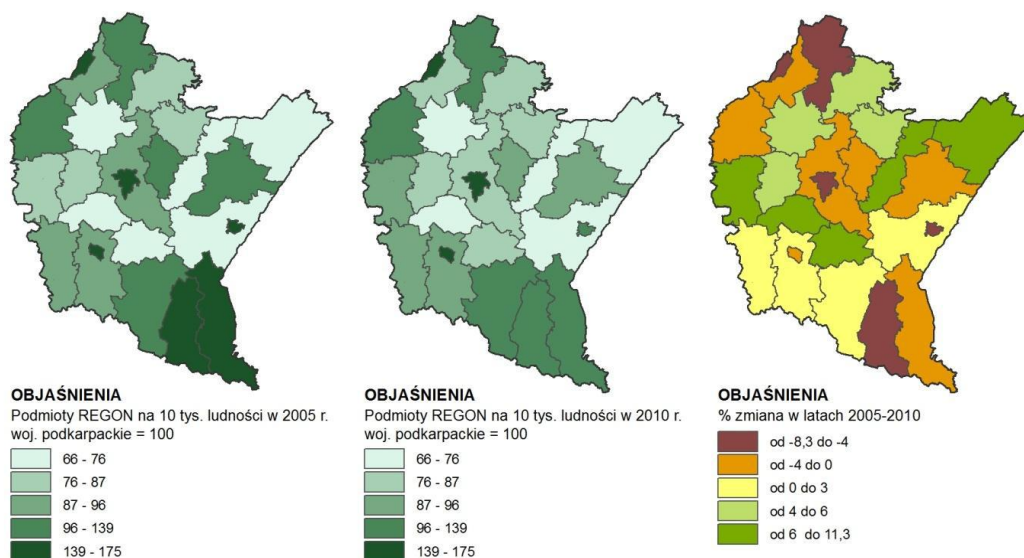 OBJAŚNIENIA
Podmioty REGON na 10 tys. ludności w 2005 r.
woj. podkarpackie = 100
66 - 76
76 - 87
87 - 96
96 - 139
139 - 175
OBJAŚNIENIA
Podmioty REGON na 10 tys. ludności w 2010 r.
woj. podkarpackie = 100
66 - 76
76 - 87
87 - 96
96 - 139
139 - 175
OBJAŚNIENIA
% zmiana w latach 2005-2010
od -8,3 do -4
od -4 do 0
od 0 do 3
od 4 do 6
od 6 do 11,3